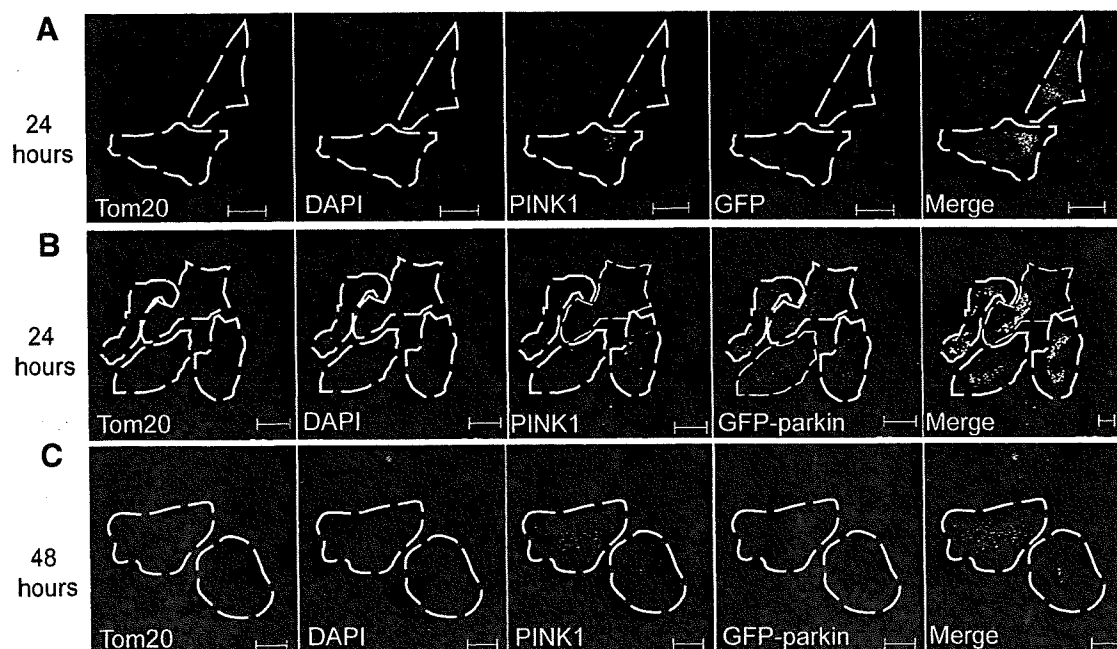 A
24
hours
Tom20
DAPI
PINK1
GFP
Merge
B
24
hours
Tom20
DAPI
PINK1
GFP-parkin
Merge
C
48
hours
Tom20
DAPI
PINK1
GFP-parkin
Merge